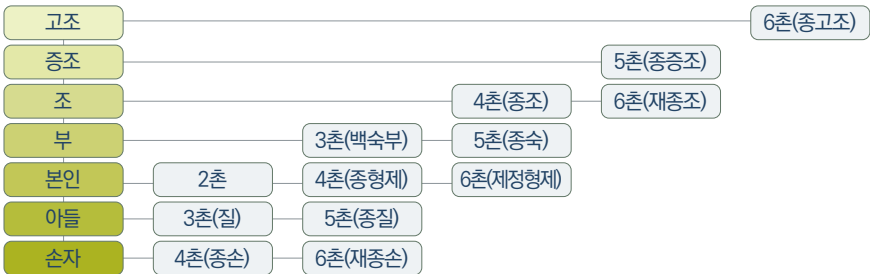 고조 6촌(종고조)
증조 5촌(종증조)
조 4촌(종조) 6촌(재종조)
부 3촌(백숙부) 5촌(종숙)
본인 2촌 4촌(종형제) 6촌(제정형제)
아들 3촌(질) 5촌(종질)
손자 4촌(종손) 6촌(재종손)